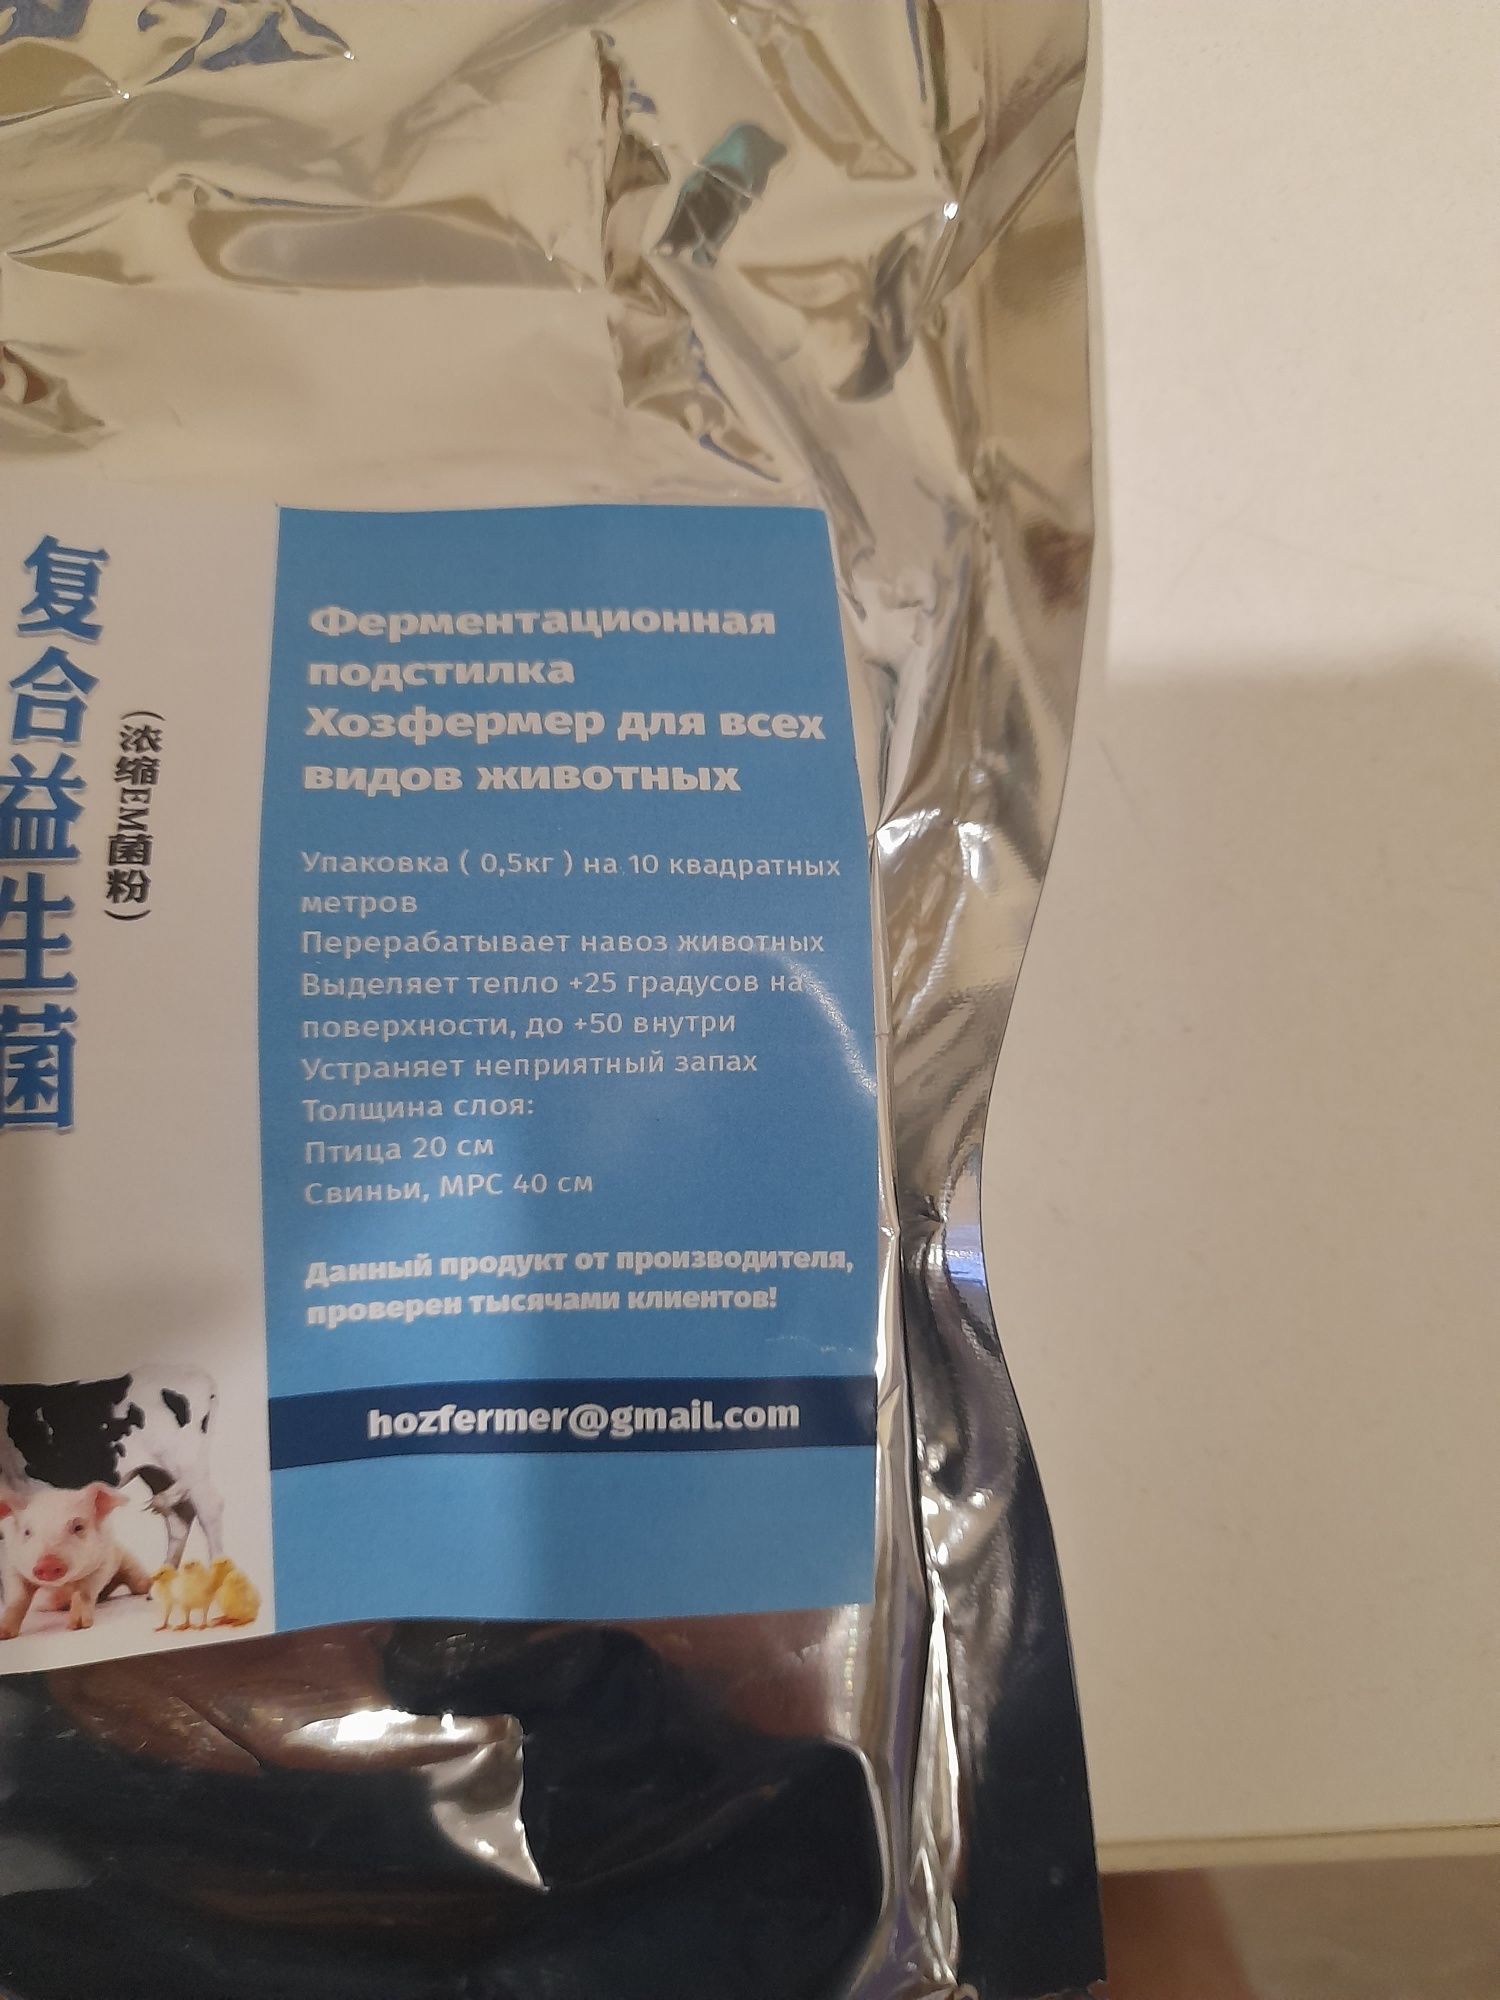 复合益生菌
（浓缩EM菌粉）
Ферментационная
подстилка
Хозфермер для всех
видов животных
Упаковка ( 0,5кг ) на 10 квадратных
метров
Перерабатывает навоз животных
Выделяет тепло +25 градусов на
поверхности, до +50 внутри
Устраняет неприятный запах
Толщина слоя:
Птица 20 см
Свиньи, МРС 40 см
Данный продукт от производителя,
проверен тысячами клиентов!
hozfermer@gmail.com